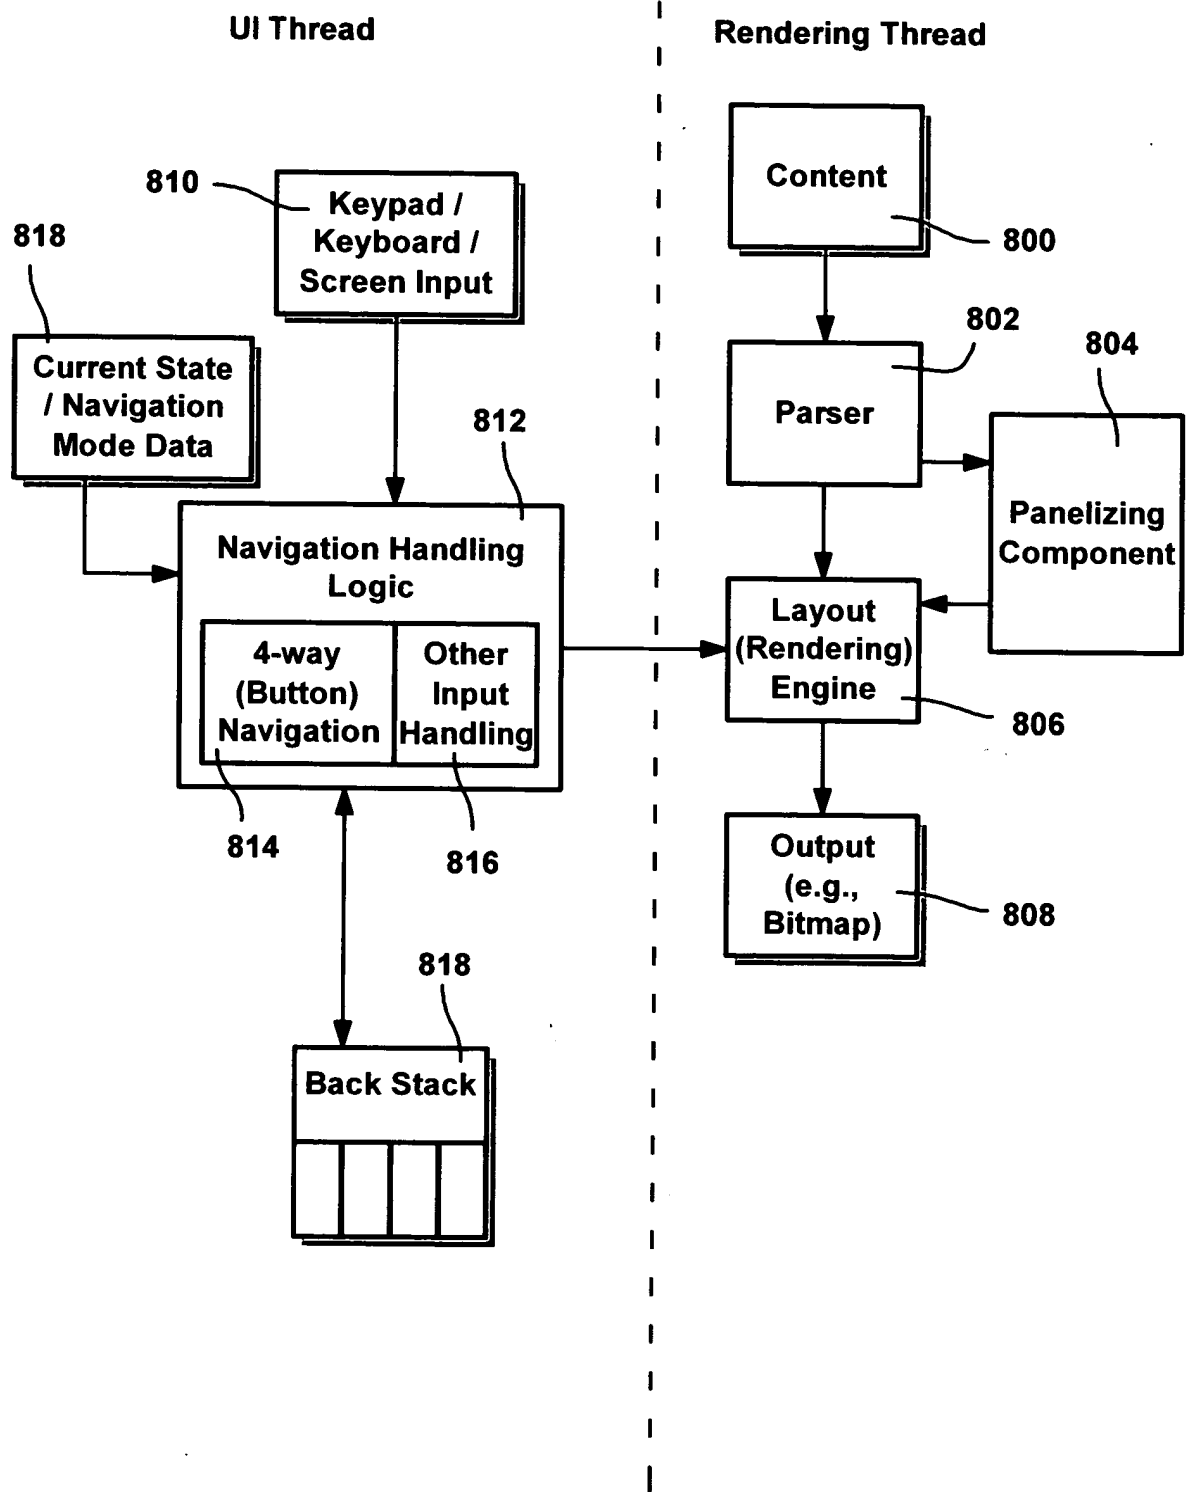 UI Thread
Rendering Thread
810
Keypad /
Keyboard /
Screen Input
818
Current State
/ Navigation
Mode Data
812
Navigation Handling
Logic
4-way
(Button)
Navigation
Other
Input
Handling
814
816
818
Back Stack
Content
800
802
Parser
804
Panelizing
Component
Layout
(Rendering)
Engine
806
Output
(e.g.,
Bitmap)
808